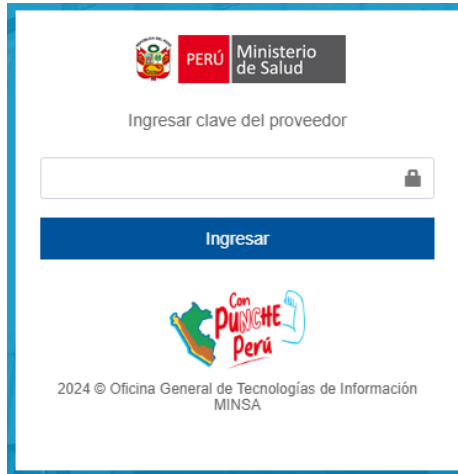 PERÚ
Ministerio
de Salud
Ingresar clave del proveedor
Ingresar
Con
PUNCHE
Perú
2024 © Oficina General de Tecnologías de Información
MINSA